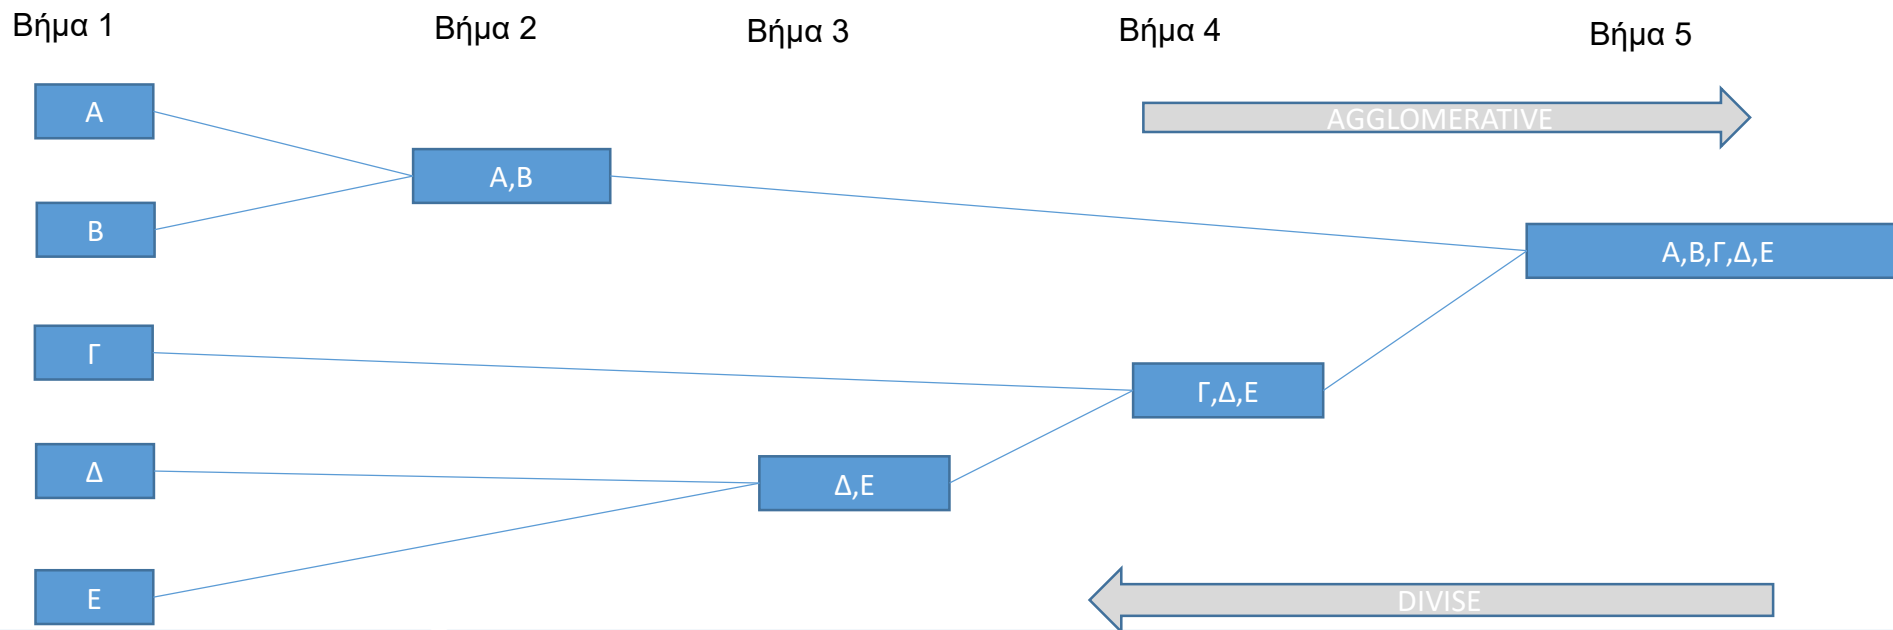 Βήμα 1
Βήμα 2
Βήμα 3
Βήμα 4
Βήμα 5
Α
AGGLOMERATIVE
Α,Β
Β
Α,Β,Γ,Δ,Ε
Γ
Γ,Δ,Ε
Δ
Δ,Ε
Ε
DIVISE